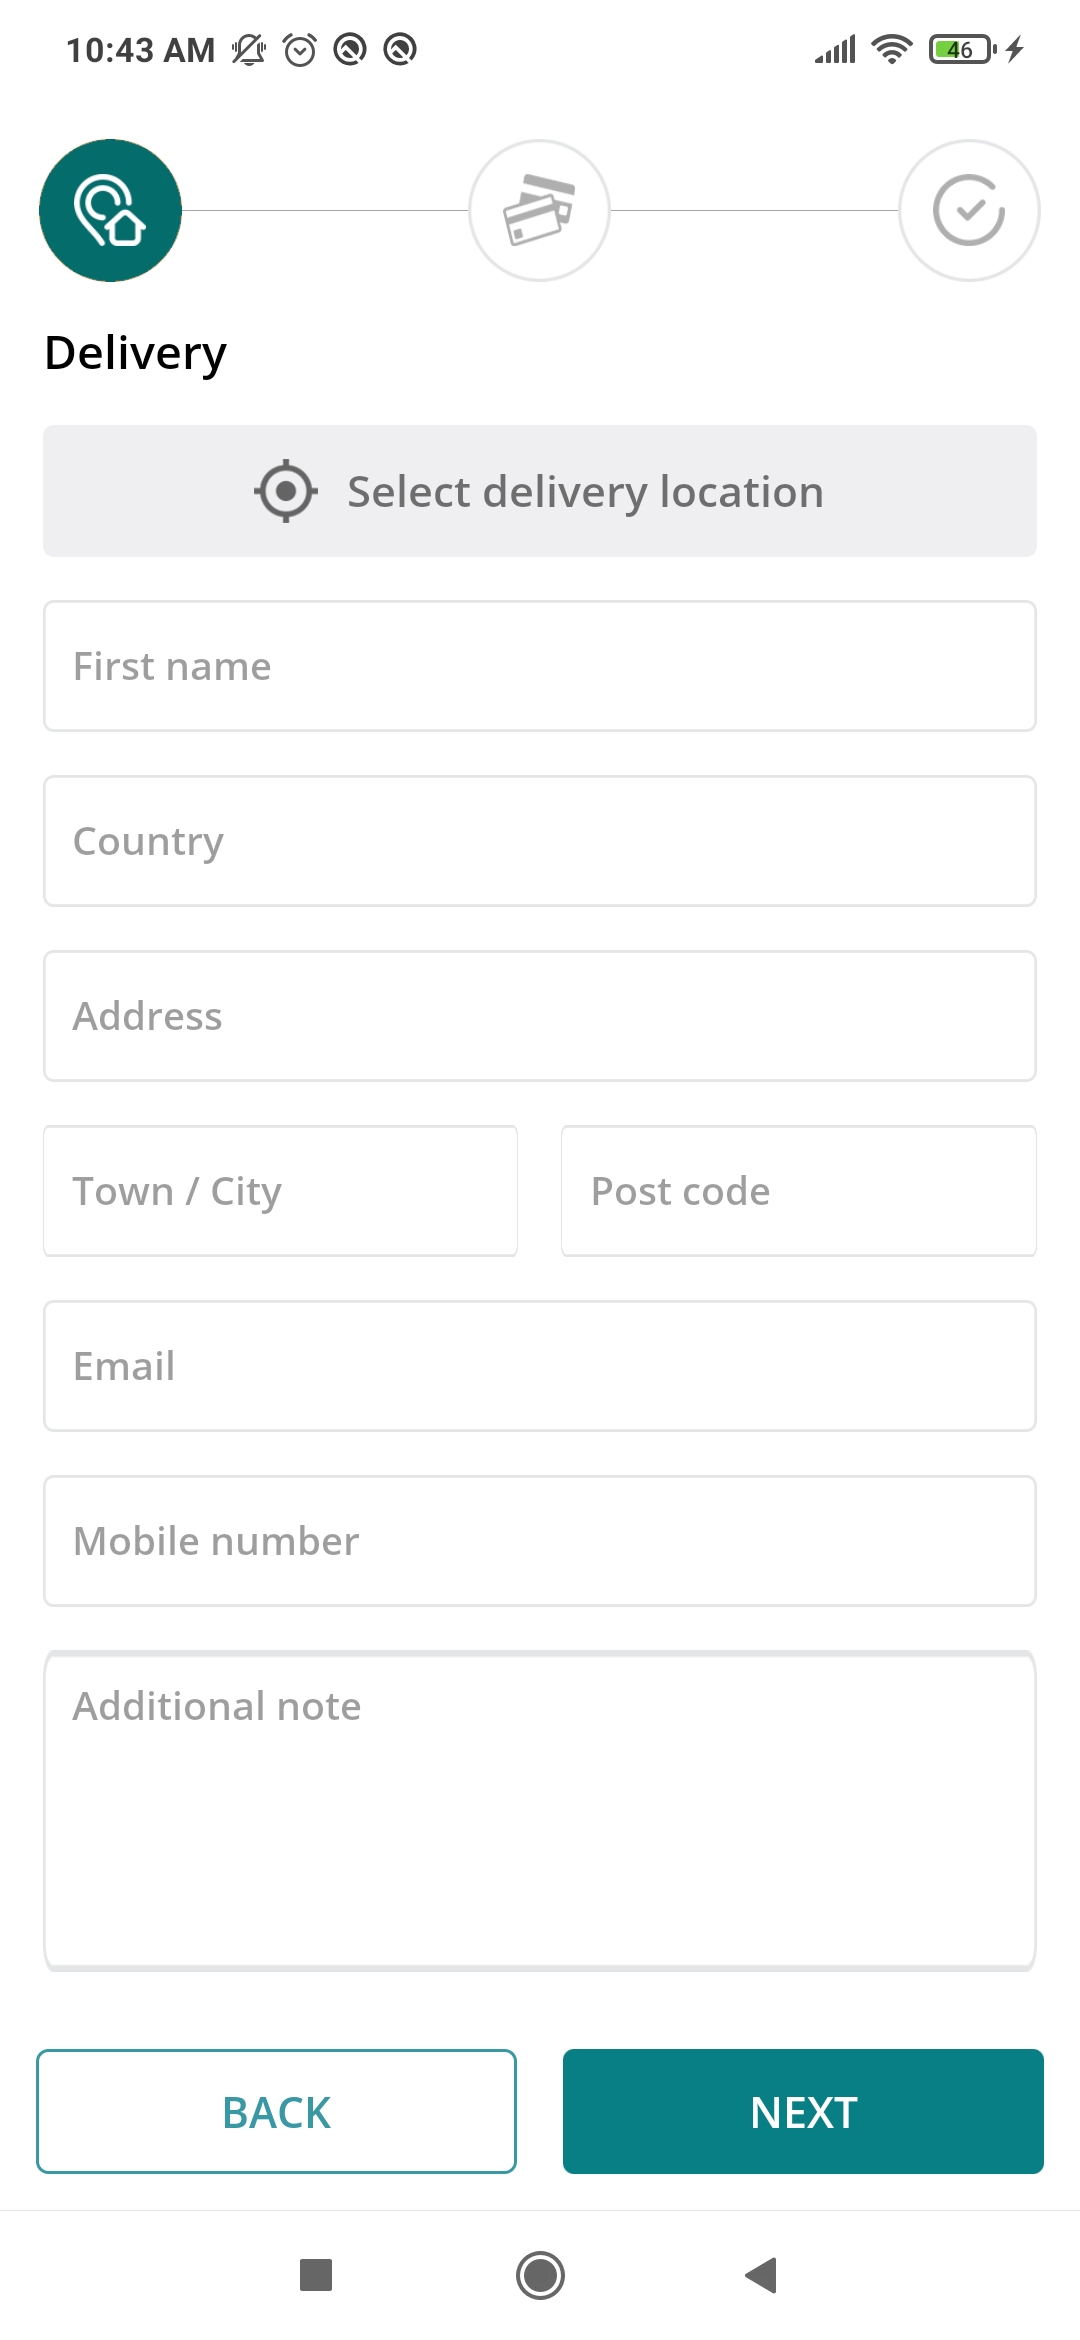 10:43 AM
46
Delivery
Select delivery location
First name
Country
Address
Town / City
Post code
Email
Mobile number
Additional note
BACK
NEXT